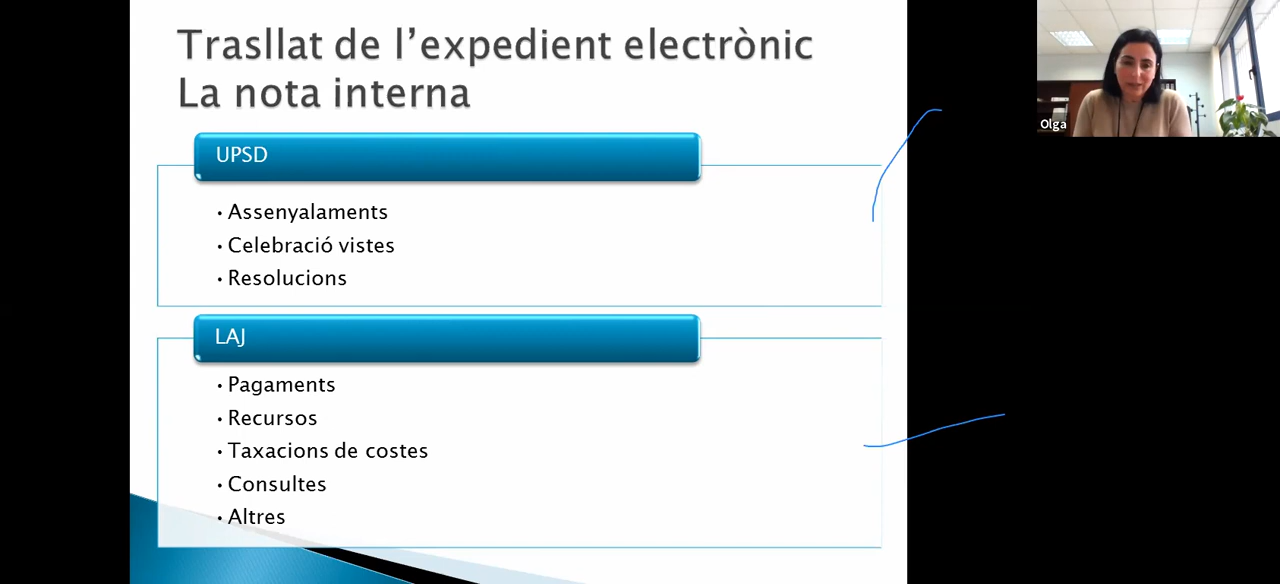 Trasllat de l’expedient electrònic
La nota interna
UPSD
• Assenyalaments
• Celebració vistes
• Resolucions
LAJ
• Pagaments
• Recursos
• Taxacions de costes
• Consultes
• Altres
Olga